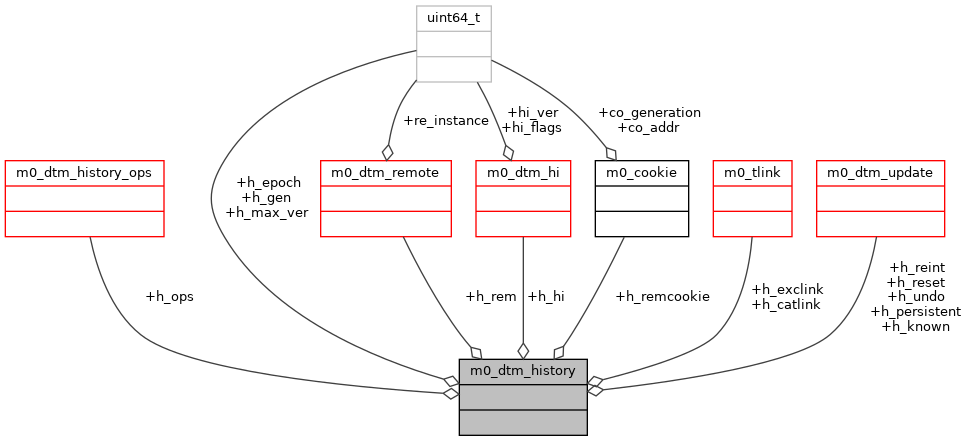 uint64_t
+re_instance
+hi_ver
+hi_flags
+co_generation
+co_addr
m0_dtm_history_ops
+h_epoch
+h_gen
+h_max_ver
m0_dtm_remote
m0_dtm_hi
m0_cookie
m0_tlink
m0_dtm_update
+h_ops
+h_rem
+h_hi
+h_remcookie
+h_exclink
+h_catlink
+h_reint
+h_reset
+h_undo
+h_persistent
+h_known
m0_dtm_history